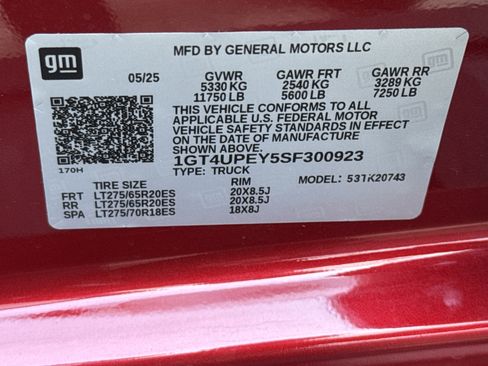 gm
MFD BY GENERAL MOTORS LLC
05/25 GVWR GAWR FRT GAWR RR
5330 KG 2540 KG 3289 KG
11750 LB 5600 LB 7250 LB
THIS VEHICLE CONFORMS TO ALL
APPLICABLE U.S. FEDERAL MOTOR
VEHICLE SAFETY STANDARDS IN EFFECT
ON THE DATE OF MANUFACTURE SHOWN ABOVE.
1GT4UPEY5SF300923
170H TYPE: TRUCK MODEL: 53TK20743
TIRE SIZE RIM
FRT LT275/65R20ES 20X8.5J
RR LT275/65R20ES 20X8.5J
SPA LT275/70R18ES 18X8J